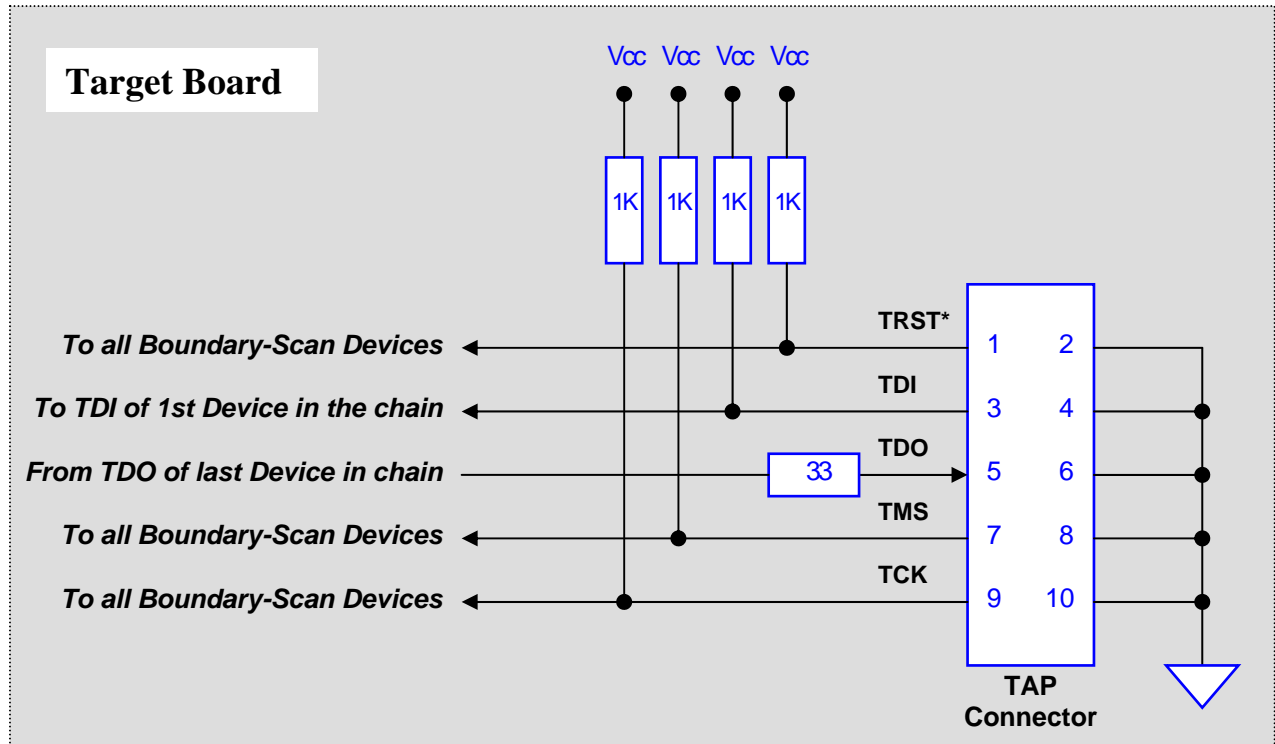 Target Board
Vcc Vcc Vcc Vcc
1K 1K 1K 1K
TRST*
To all Boundary-Scan Devices 1 2
TDI
To TDI of 1st Device in the chain 3 4
TDO
From TDO of last Device in chain 33 5 6
TMS
To all Boundary-Scan Devices 7 8
TCK
To all Boundary-Scan Devices 9 10
TAP
Connector